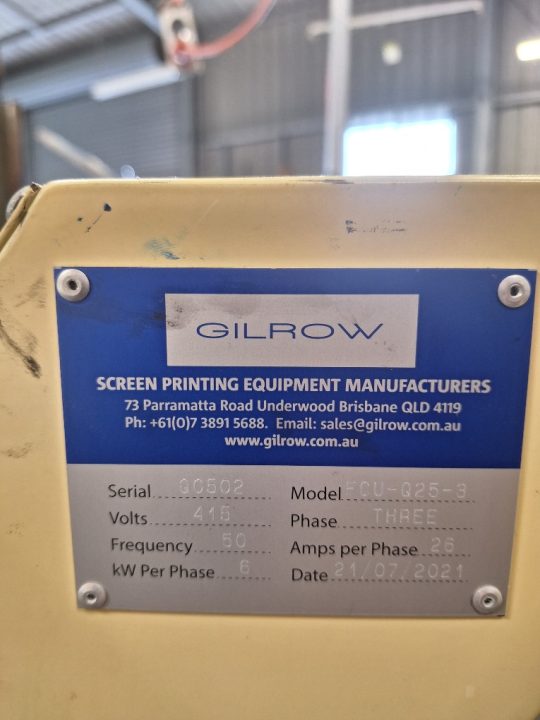 GILROW
SCREEN PRINTING EQUIPMENT MANUFACTURERS
73 Parramatta Road Underwood Brisbane QLD 4119
Ph: +61(0)7 3891 5688. Email: sales@gilrow.com.au
www.gilrow.com.au
Serial GC502 Model FCU-Q25-3
Volts 415 Phase THREE
Frequency 50 Amps per Phase 26
kW Per Phase 6 Date 21/07/2021